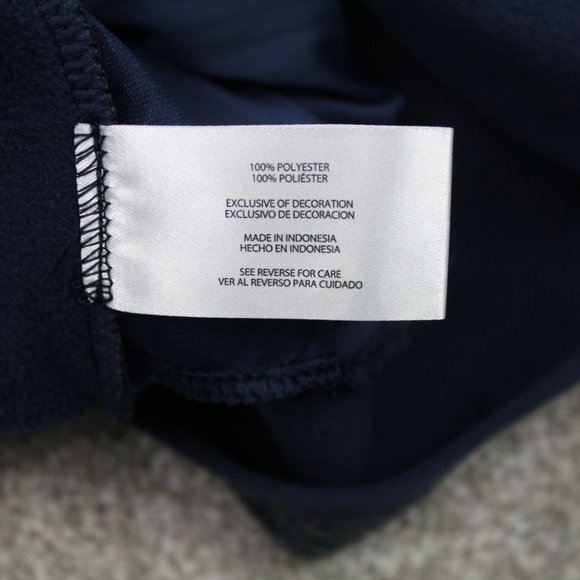 100% POLYESTER
100% POLIÉSTER
EXCLUSIVE OF DECORATION
EXCLUSIVO DE DECORACION
MADE IN INDONESIA
HECHO EN INDONESIA
SEE REVERSE FOR CARE
VER AL REVERSO PARA CUIDADO